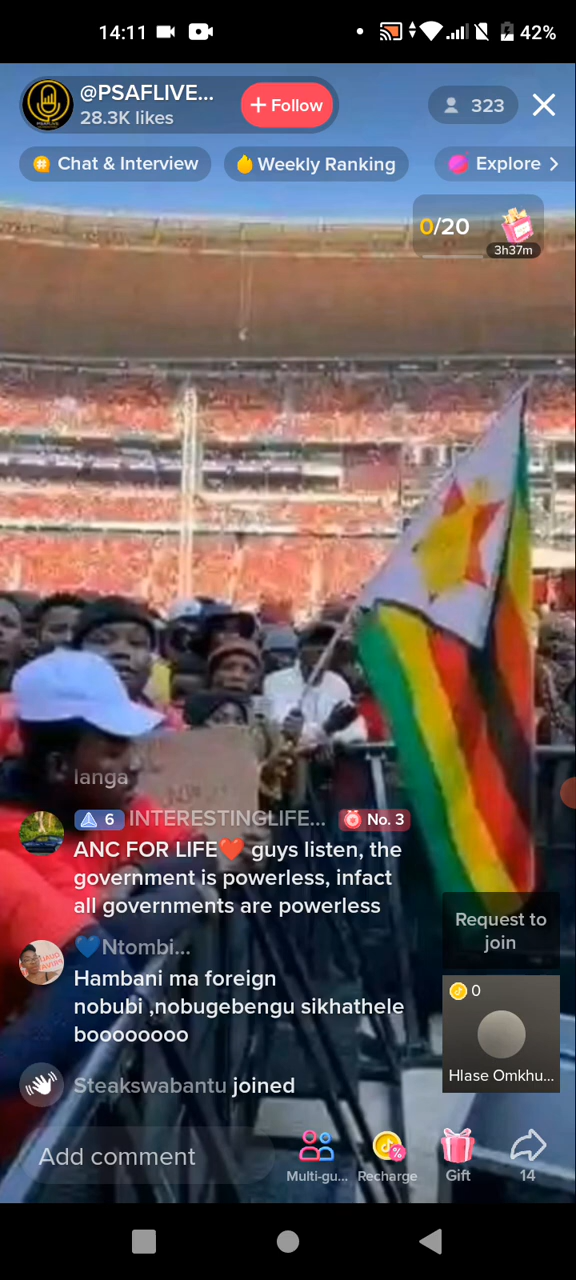 14:11
42%
@PSAFLIVE...
28.3K likes
+ Follow
323
Chat & Interview
Weekly Ranking
Explore
0/20
3h37m
langa
6 INTERESTINGLIFE... No. 3
ANC FOR LIFE❤️ guys listen, the
government is powerless, infact
all governments are powerless
💙Ntombi...
Hambani ma foreign
nobubi ,nobugebengu sikhathele
boooooooo
Steakswabantu joined
Request to
join
0
Hlase Omkhu...
Add comment
Multi-gu...
Recharge
Gift
14